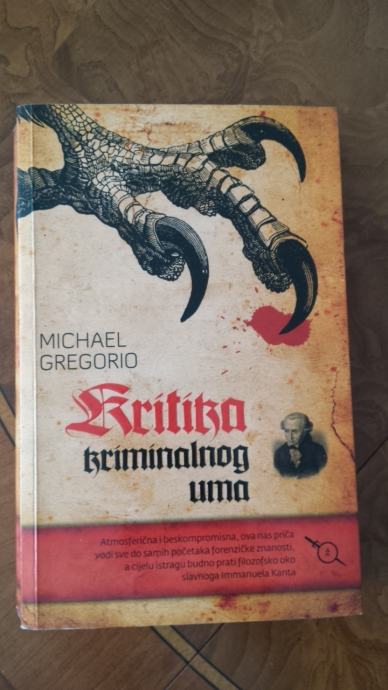 MICHAEL
GREGORIO
Kritika
kriminalnog
uma
Atmosferična i beskompromisna, ova nas priča
vodi sve do samih početaka forenzičke znanosti,
a cijelu istragu budno prati filozofsko oko
slavnoga Immanuela Kanta